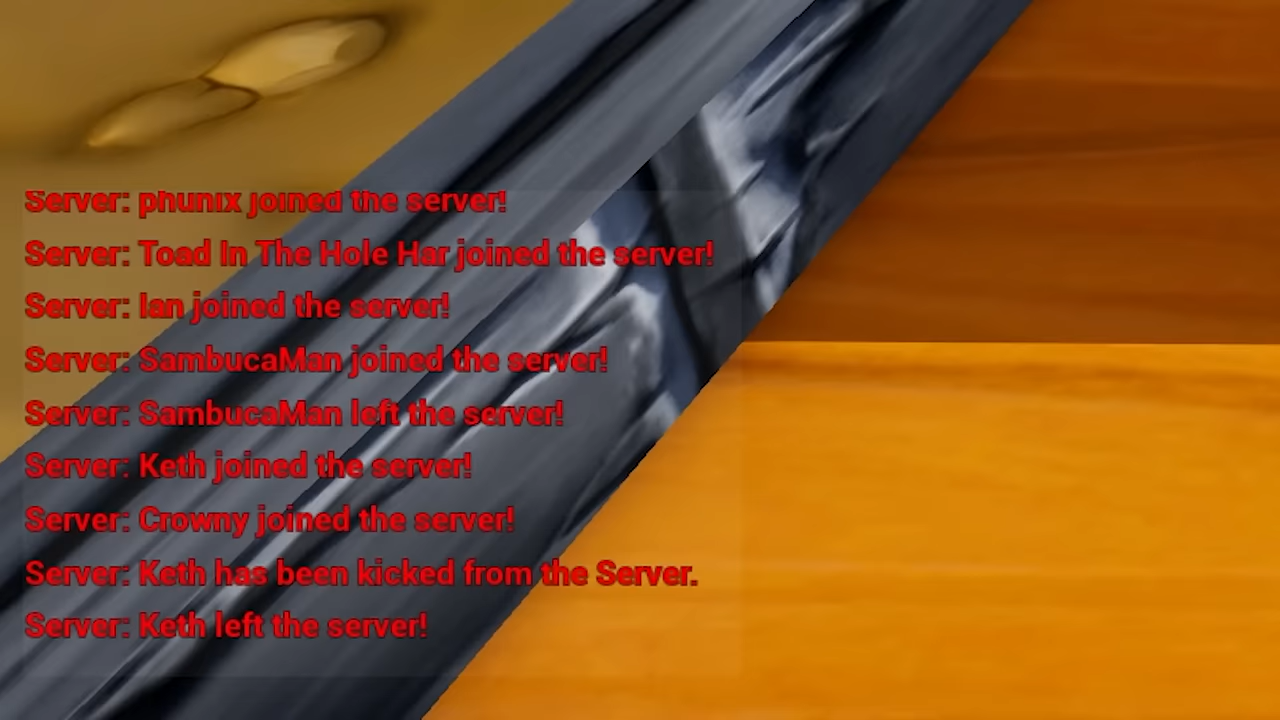 Server: phunix joined the server!
Server: Toad In The Hole Har joined the server!
Server: Ian joined the server!
Server: SambucaMan joined the server!
Server: SambucaMan left the server!
Server: Keth joined the server!
Server: Crowny joined the server!
Server: Keth has been kicked from the Server.
Server: Keth left the server!